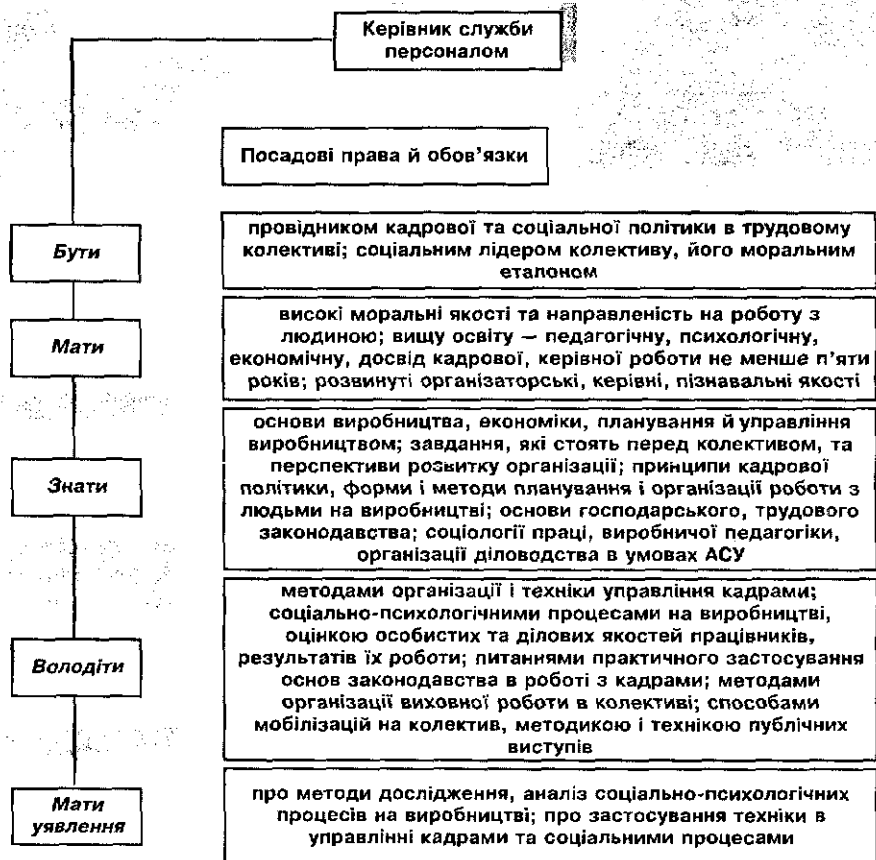 Керівник служби
персоналом
Посадові права й обов'язки
Бути
провідником кадрової та соціальної політики в трудовому
колективі; соціальним лідером колективу, його моральним
еталоном
Мати
високі моральні якості та направленість на роботу з
людиною; вищу освіту – педагогічну, психологічну,
економічну, досвід кадрової, керівної роботи не менше п'яти
років; розвинуті організаторські, керівні, пізнавальні якості
Знати
основи виробництва, економіки, планування й управління
виробництвом; завдання, які стоять перед колективом, та
перспективи розвитку організації; принципи кадрової
політики, форми і методи планування і організації роботи з
людьми на виробництві; основи господарського, трудового
законодавства; соціології праці, виробничої педагогіки,
організації діловодства в умовах АСУ
Володіти
методами організації і техніки управління кадрами;
соціально-психологічними процесами на виробництві,
оцінкою особистих та ділових якостей працівників,
результатів їх роботи; питаннями практичного застосування
основ законодавства в роботі з кадрами; методами
організації виховної роботи в колективі; способами
мобілізацій на колектив, методикою і технікою публічних
виступів
Мати
уявлення
про методи дослідження, аналіз соціально-психологічних
процесів на виробництві; про застосування техніки в
управлінні кадрами та соціальними процесами